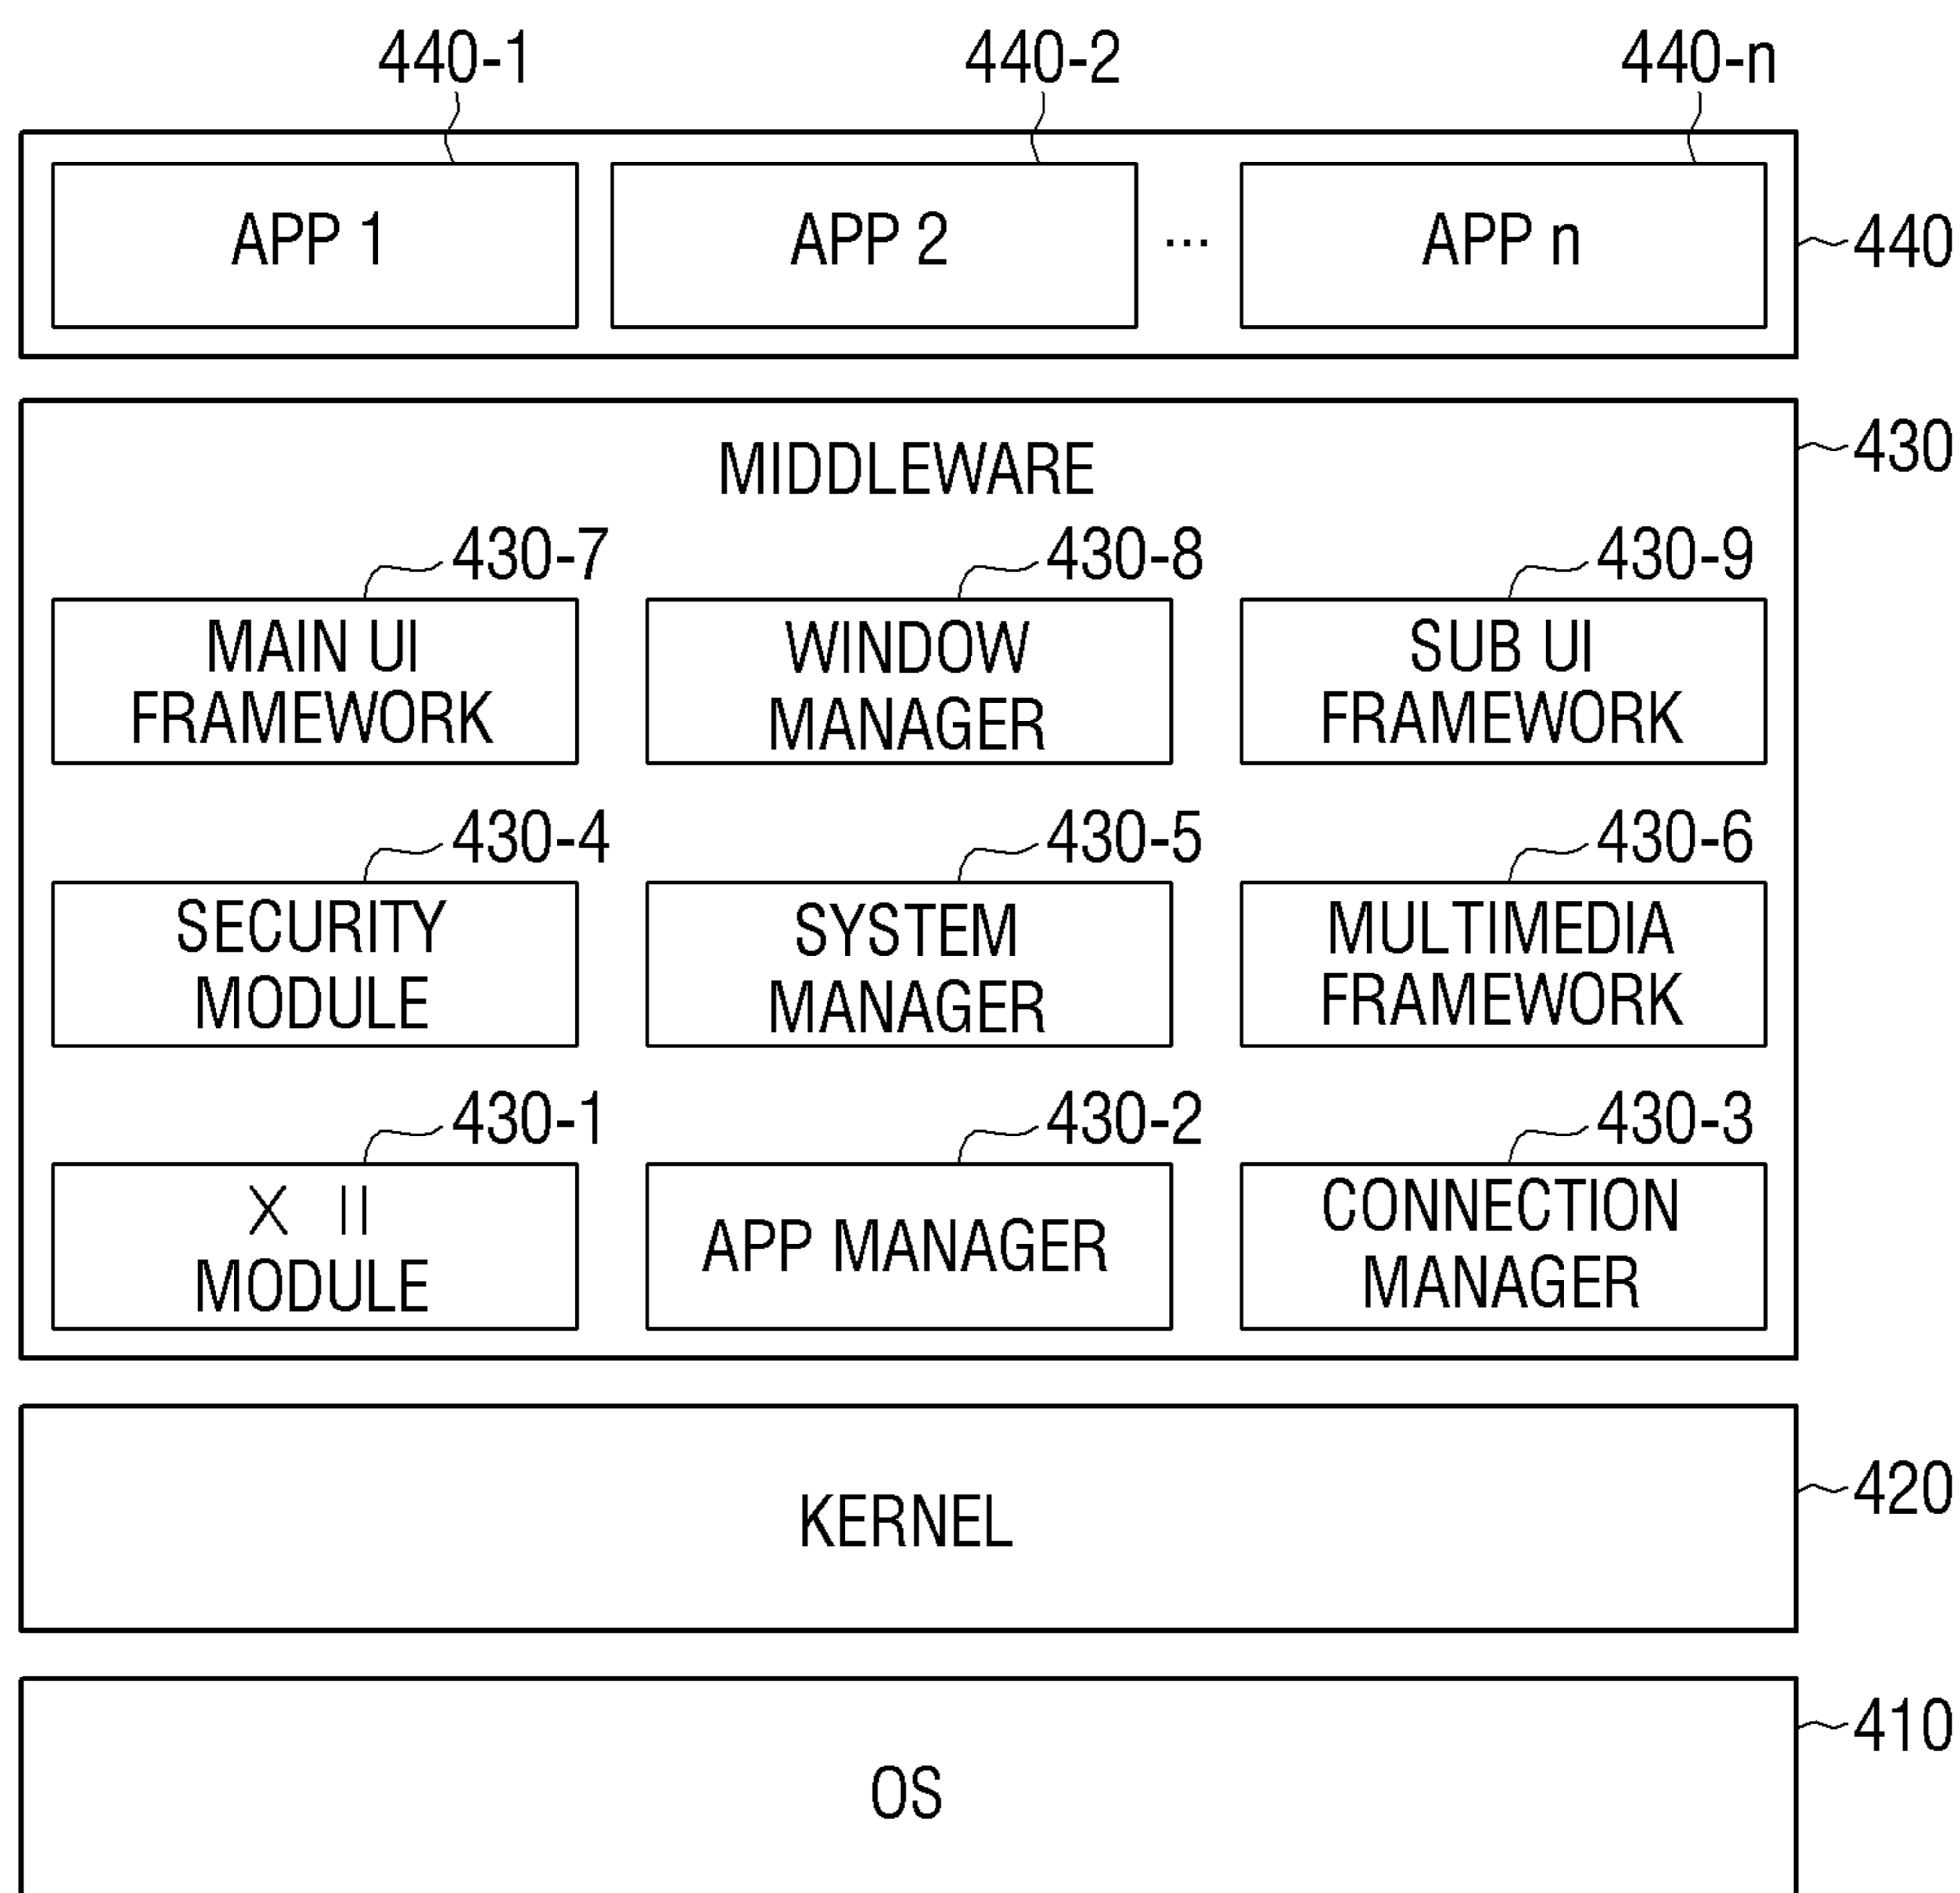 440-1 440-2 440-n
APP 1 APP 2 ... APP n 440
430
MIDDLEWARE
430-7 430-8 430-9
MAIN UI FRAMEWORK
WINDOW MANAGER
SUB UI FRAMEWORK
430-4 430-5 430-6
SECURITY MODULE
SYSTEM MANAGER
MULTIMEDIA FRAMEWORK
430-1 430-2 430-3
X II MODULE
APP MANAGER
CONNECTION MANAGER
KERNEL 420
410
OS